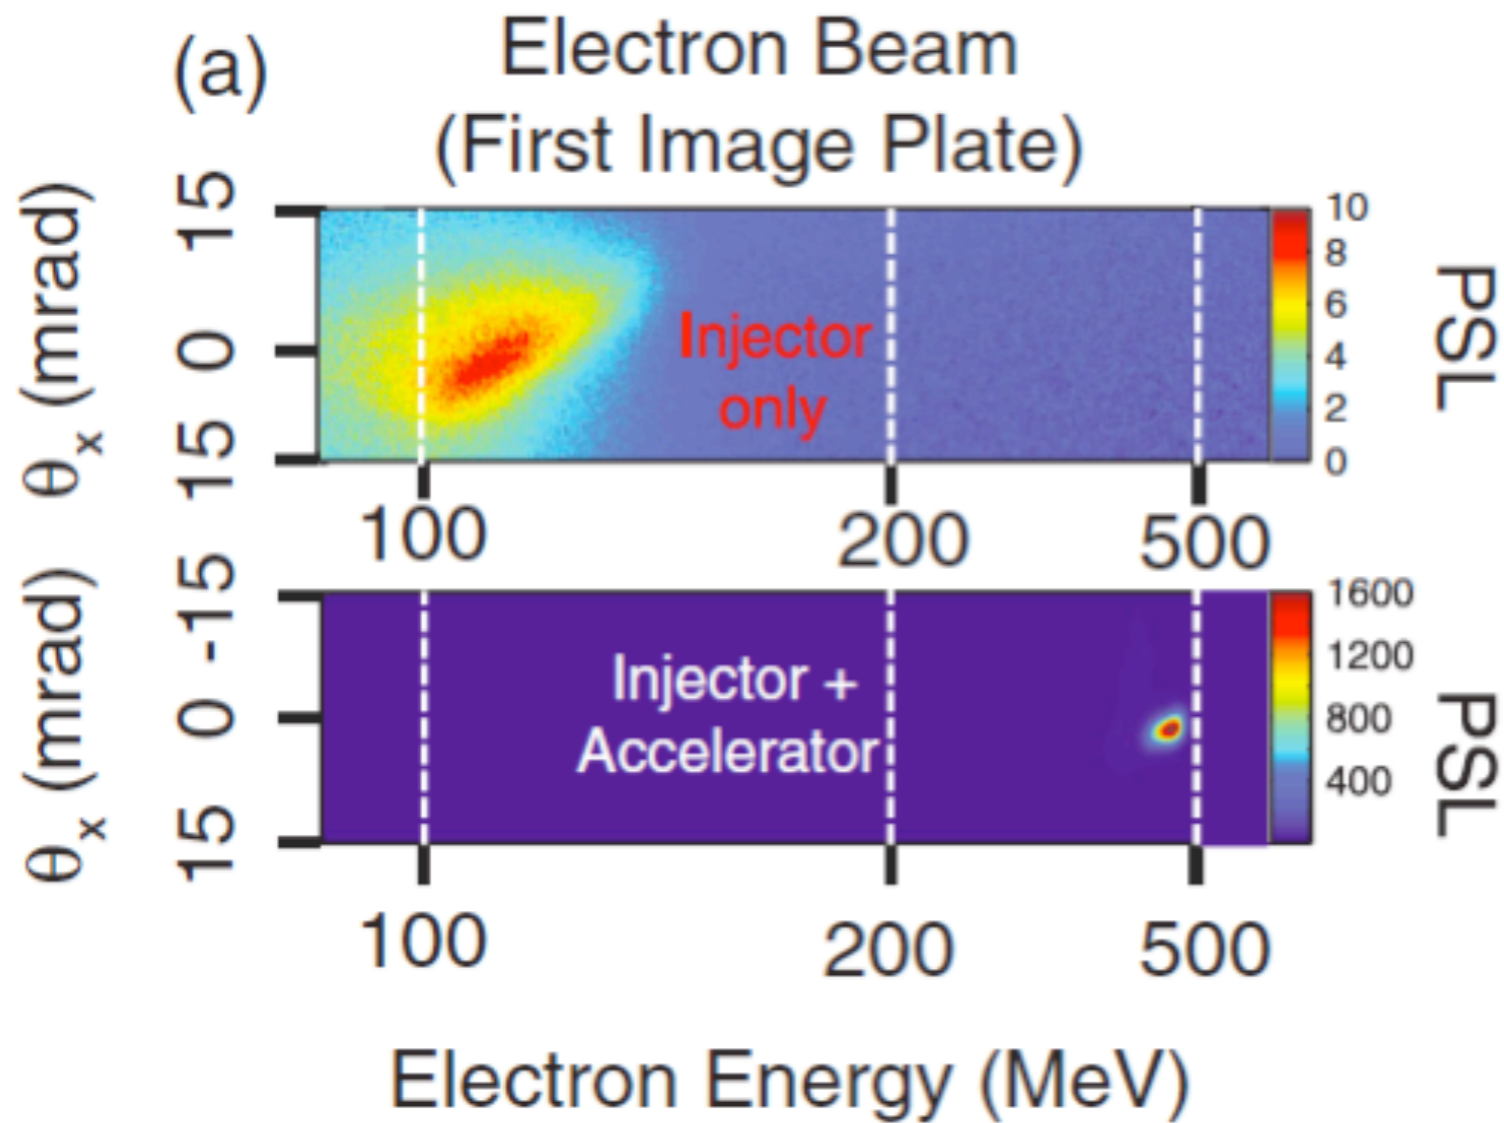 (a)
Electron Beam
(First Image Plate)
θx (mrad)
15
0
15
Injector
only
10
8
6
4
2
0
PSL
100
200
500
θx (mrad)
-15
0
15
Injector +
Accelerator
1600
1200
800
400
PSL
100
200
500
Electron Energy (MeV)